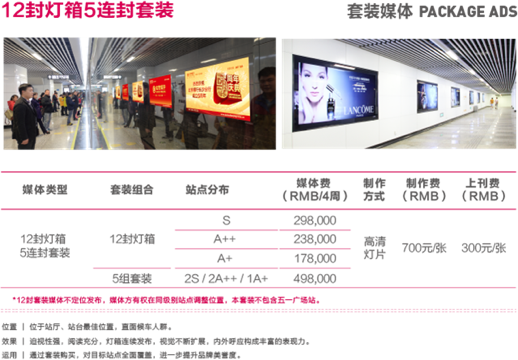 12封灯箱5连封套装
套装媒体 PACKAGE ADS
LANCÔME
媒体类型 套装组合 站点分布 媒体费（RMB/4周） 制作方式 制作费（RMB） 上刊费（RMB）
12封灯箱5连封套装 12封灯箱 S 298,000 高清灯片 700元/张 300元/张
A++ 238,000
A+ 178,000
5组套装 2S / 2A++ / 1A+ 498,000
*12封套装媒体不定位发布，媒体方有权在同级别站点调整位置，本套装不包含五一广场站。
位置 | 位于站厅、站台最佳位置，直面候车人群。
效果 | 迫视性强，阅读充分，灯箱连续发布，视觉不断扩展，内外呼应构成丰富的表现力。
运用 | 通过套装购买，对目标站点全面覆盖，进一步提升品牌美誉度。